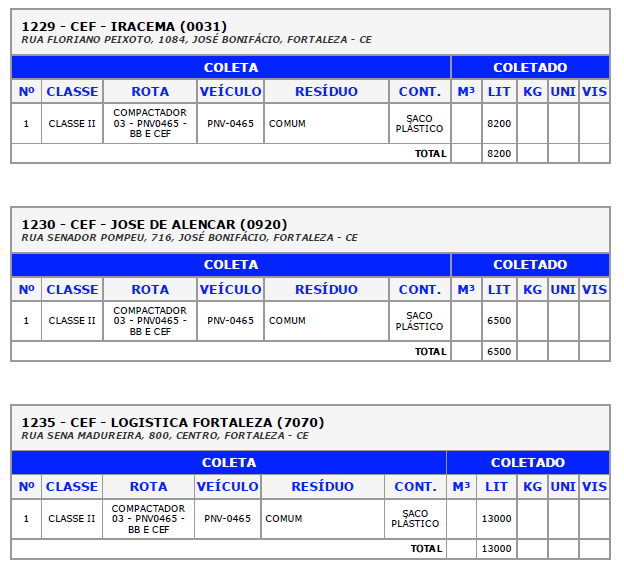 1229 - CEF - IRACEMA (0031)
RUA FLORIANO PEIXOTO, 1084, JOSÉ BONIFÁCIO, FORTALEZA - CE
COLETA COLETADO
Nº CLASSE ROTA VEÍCULO RESÍDUO CONT. M³ LIT KG UNI VIS
1 CLASSE II COMPACTADOR 03 - PNV0465 - BB E CEF PNV-0465 COMUM SACO PLÁSTICO 8200
TOTAL 8200
1230 - CEF - JOSE DE ALENCAR (0920)
RUA SENADOR POMPEU, 716, JOSÉ BONIFÁCIO, FORTALEZA - CE
COLETA COLETADO
Nº CLASSE ROTA VEÍCULO RESÍDUO CONT. M³ LIT KG UNI VIS
1 CLASSE II COMPACTADOR 03 - PNV0465 - BB E CEF PNV-0465 COMUM SACO PLÁSTICO 6500
TOTAL 6500
1235 - CEF - LOGISTICA FORTALEZA (7070)
RUA SENA MADUREIRA, 800, CENTRO, FORTALEZA - CE
COLETA COLETADO
Nº CLASSE ROTA VEÍCULO RESÍDUO CONT. M³ LIT KG UNI VIS
1 CLASSE II COMPACTADOR 03 - PNV0465 - BB E CEF PNV-0465 COMUM SACO PLÁSTICO 13000
TOTAL 13000